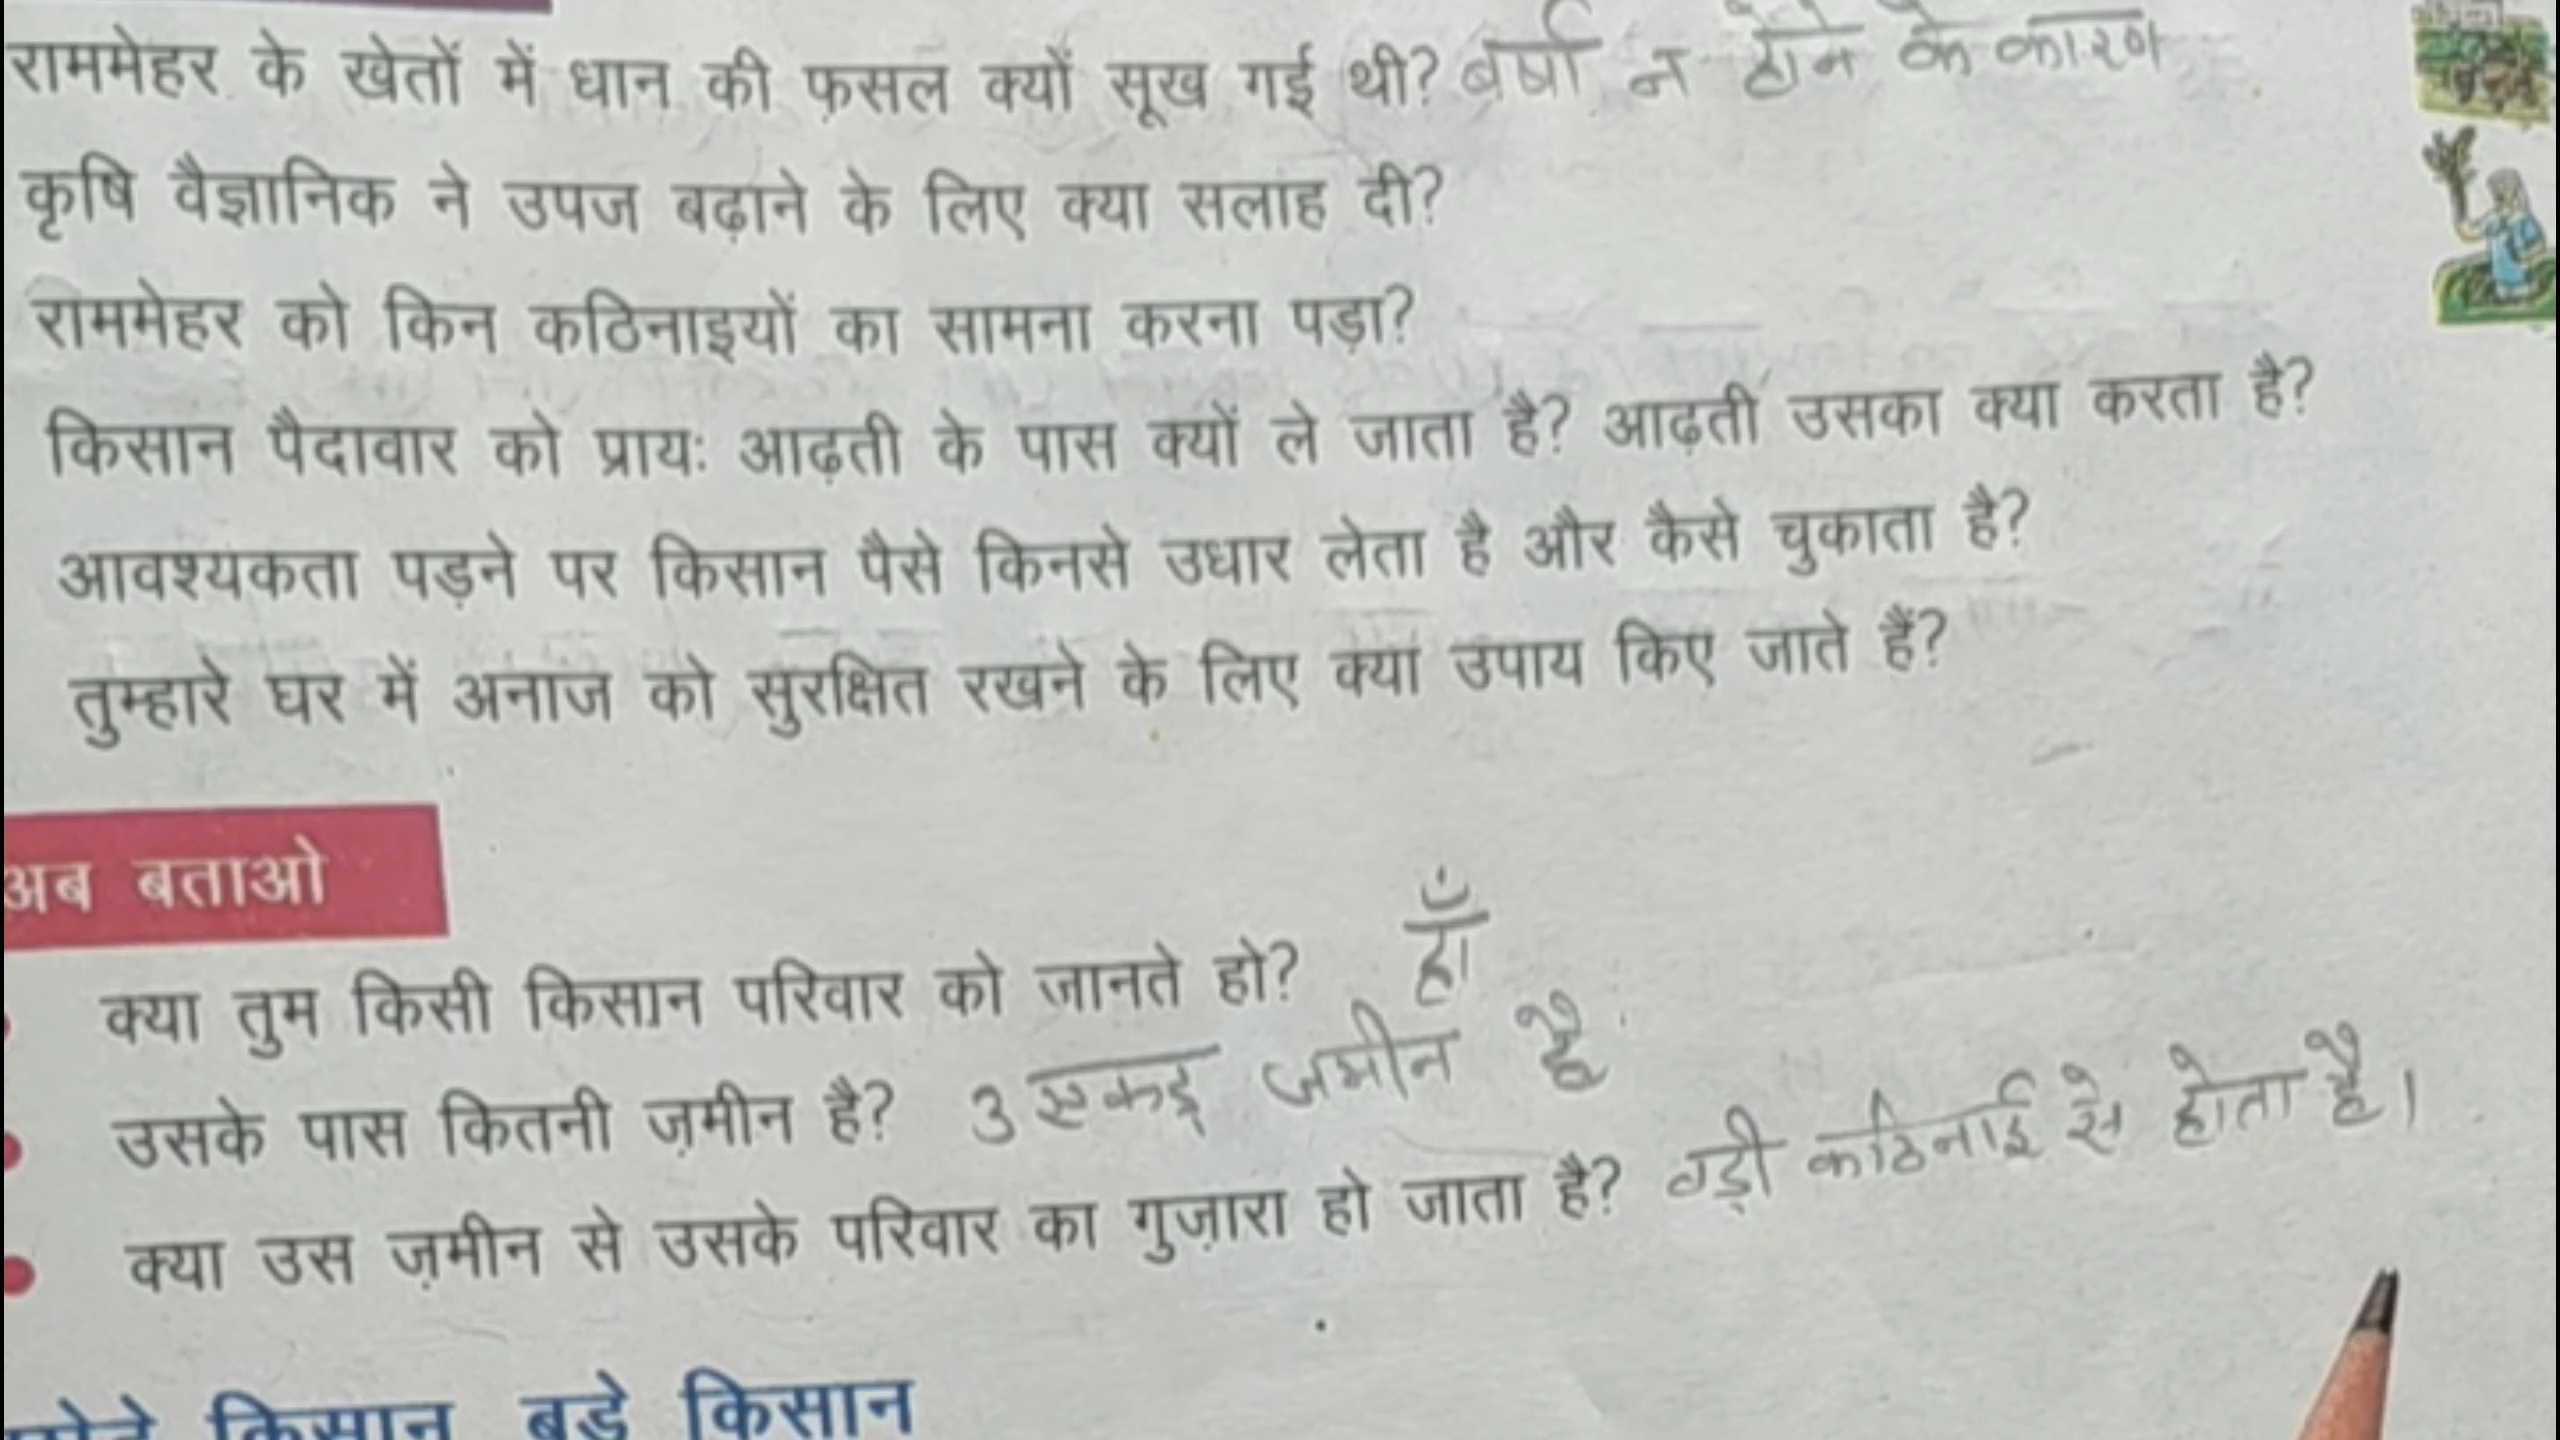 राममेहर के खेतों में धान की फ़सल क्यों सूख गई थी? बर्षा न होने के कारण
कृषि वैज्ञानिक ने उपज बढ़ाने के लिए क्या सलाह दी?
राममेहर को किन कठिनाइयों का सामना करना पड़ा?
किसान पैदावार को प्रायः आढ़ती के पास क्यों ले जाता है? आढ़ती उसका क्या करता है?
आवश्यकता पड़ने पर किसान पैसे किनसे उधार लेता है और कैसे चुकाता है?
तुम्हारे घर में अनाज को सुरक्षित रखने के लिए क्या उपाय किए जाते हैं?
अब बताओ
क्या तुम किसी किसान परिवार को जानते हो? हाँ
उसके पास कितनी ज़मीन है? 3 एकड़ जमीन है
क्या उस ज़मीन से उसके परिवार का गुज़ारा हो जाता है? बड़ी कठिनाई से होता है।
किसान बड़े किसान